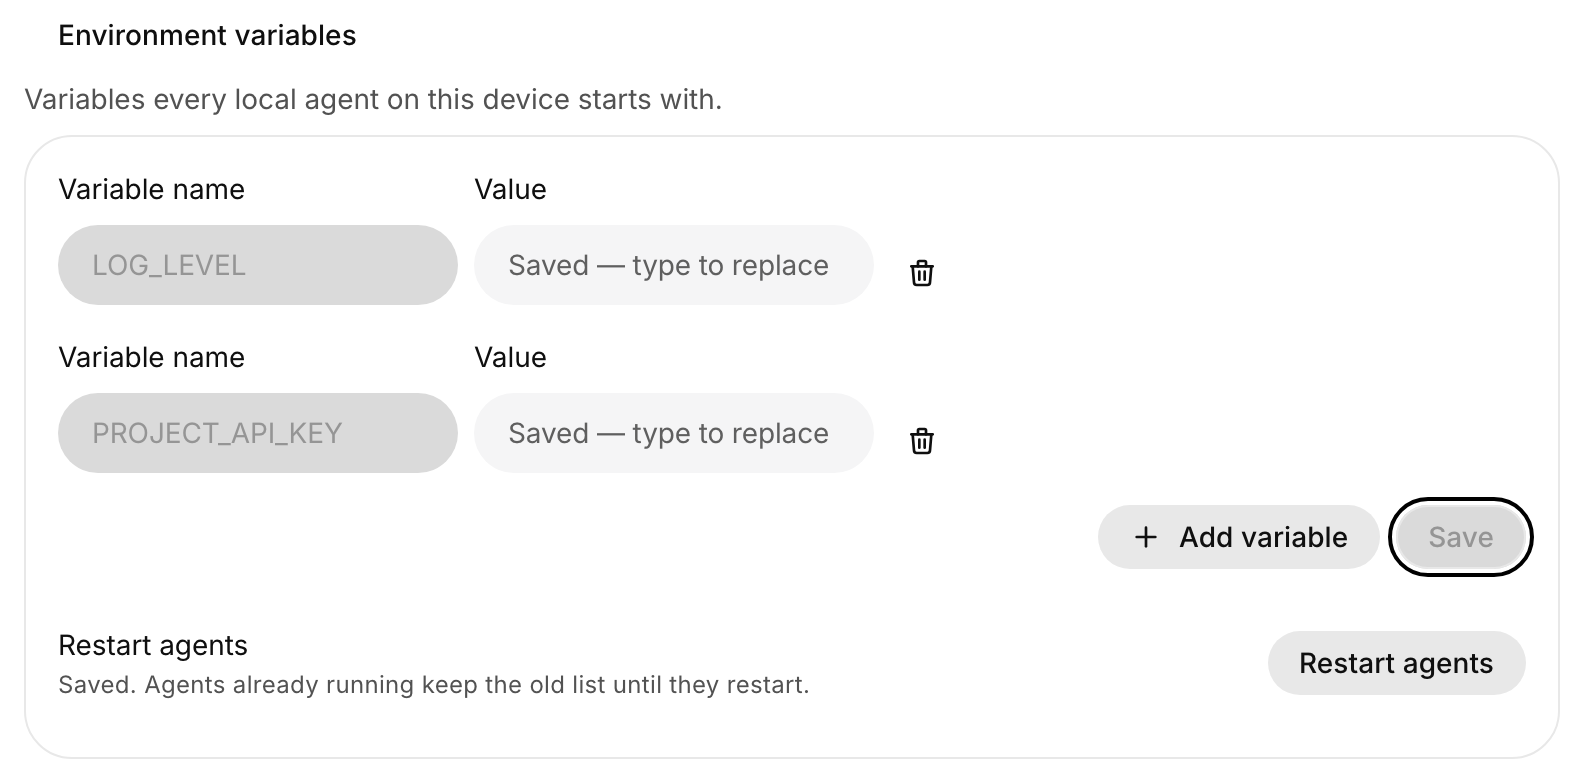 Environment variables
Variables every local agent on this device starts with.
Variable name Value
LOG_LEVEL Saved — type to replace
Variable name Value
PROJECT_API_KEY Saved — type to replace
Add variable Save
Restart agents
Saved. Agents already running keep the old list until they restart.
Restart agents